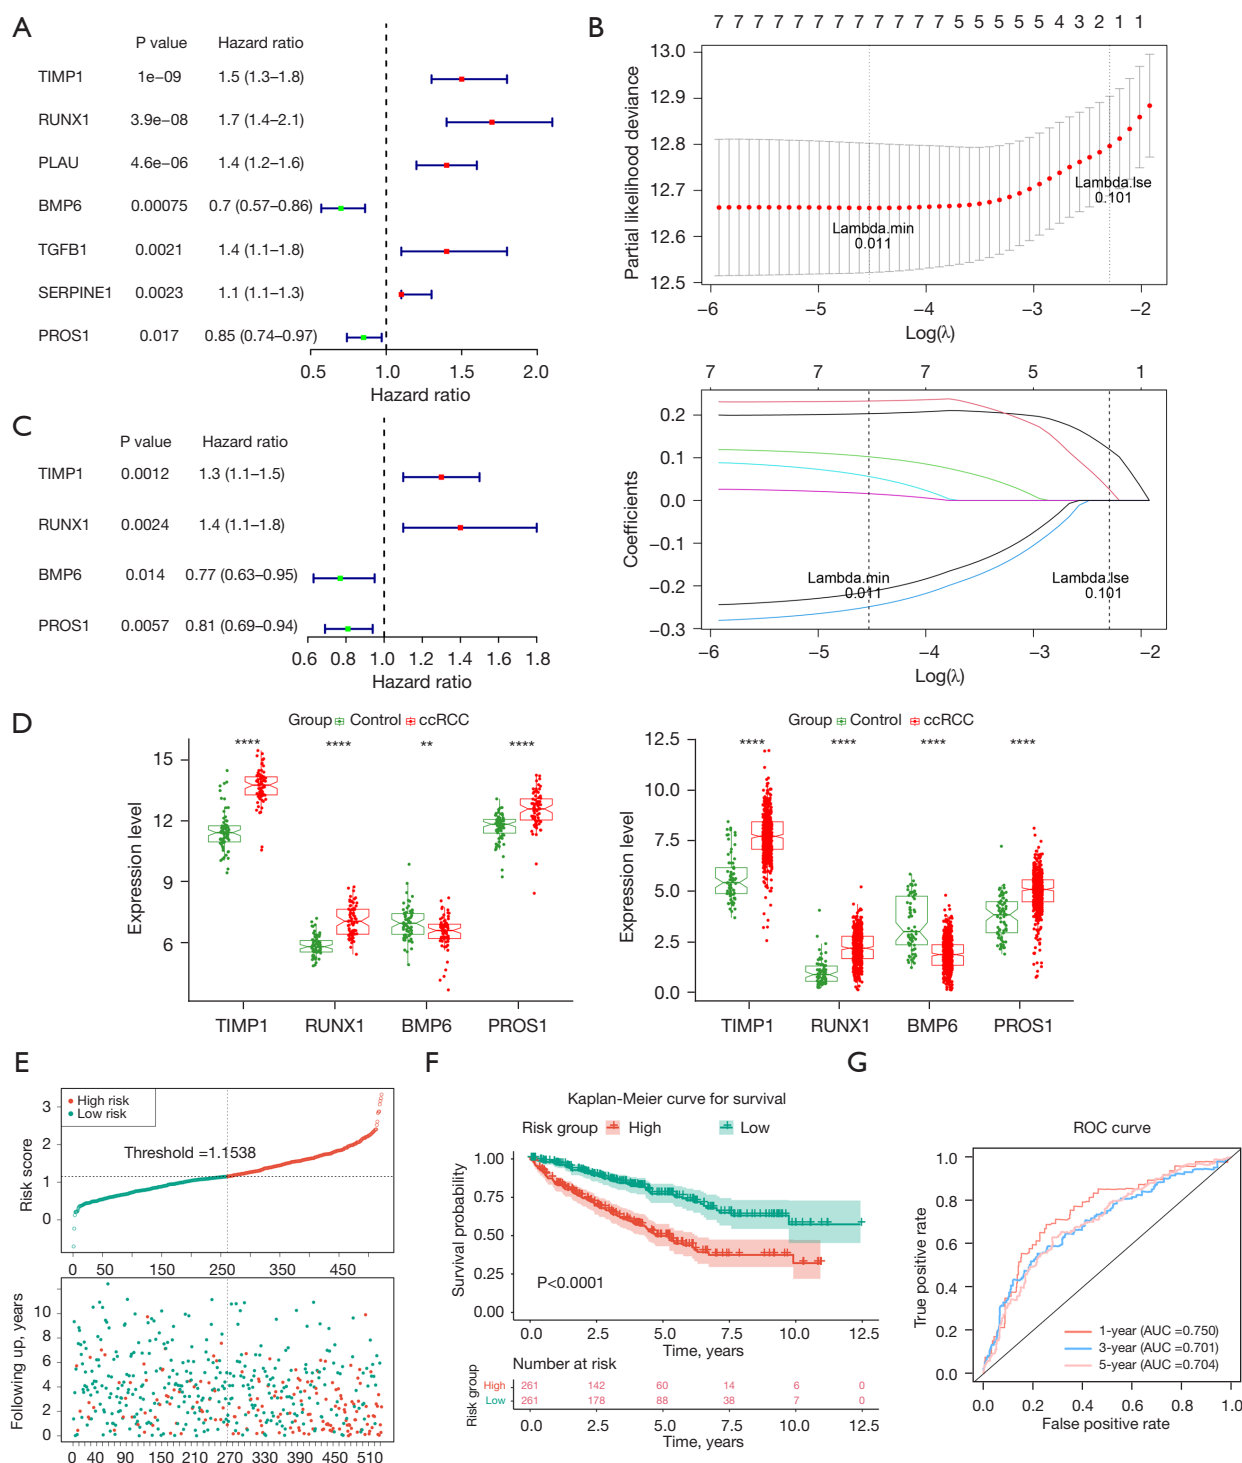 A
P value Hazard ratio
TIMP1 1e−09 1.5 (1.3−1.8)
RUNX1 3.9e−08 1.7 (1.4−2.1)
PLAU 4.6e−06 1.4 (1.2−1.6)
BMP6 0.00075 0.7 (0.57−0.86)
TGFB1 0.0021 1.4 (1.1−1.8)
SERPINE1 0.0023 1.1 (1.1−1.3)
PROS1 0.017 0.85 (0.74−0.97)
0.5 1.0 1.5 2.0
Hazard ratio
B
7 7 7 7 7 7 7 7 7 7 7 7 5 5 5 5 5 4 3 2 1 1
13.0
12.9
12.8
12.7
12.6
12.5
Partial likelihood deviance
Lambda.min
0.011
Lambda.lse
0.101
−6 −5 −4 −3 −2
Log(λ)
7 7 7 5 1
0.2
0.1
0.0
−0.1
−0.2
−0.3
Coefficients
Lambda.min
0.011
Lambda.lse
0.101
−6 −5 −4 −3 −2
Log(λ)
C
P value Hazard ratio
TIMP1 0.0012 1.3 (1.1−1.5)
RUNX1 0.0024 1.4 (1.1−1.8)
BMP6 0.014 0.77 (0.63−0.95)
PROS1 0.0057 0.81 (0.69−0.94)
0.6 0.8 1.0 1.2 1.4 1.6 1.8
Hazard ratio
D
Group Control ccRCC
**** **** ** ****
15
12
9
6
Expression level
TIMP1 RUNX1 BMP6 PROS1
Group Control ccRCC
**** **** **** ****
12.5
10.0
7.5
5.0
2.5
0.0
Expression level
TIMP1 RUNX1 BMP6 PROS1
E
High risk
Low risk
Threshold =1.1538
3
2
1
0
Risk score
0 50 150 250 350 450
10
8
6
4
2
0
Following up, years
0 40 90 150 210 270 330 390 450 510
F
Kaplan-Meier curve for survival
Risk group High Low
1.00
0.75
0.50
0.25
0.00
Survival probability
P<0.0001
0.0 2.5 5.0 7.5 10.0 12.5
Time, years
Number at risk
Risk group
High 261 142 60 14 6 0
Low 261 178 88 38 7 0
0.0 2.5 5.0 7.5 10.0 12.5
Time, years
G
ROC curve
1.0
0.8
0.6
0.4
0.2
0.0
True positive rate
1-year (AUC =0.750)
3-year (AUC =0.701)
5-year (AUC =0.704)
0.0 0.2 0.4 0.6 0.8 1.0
False positive rate